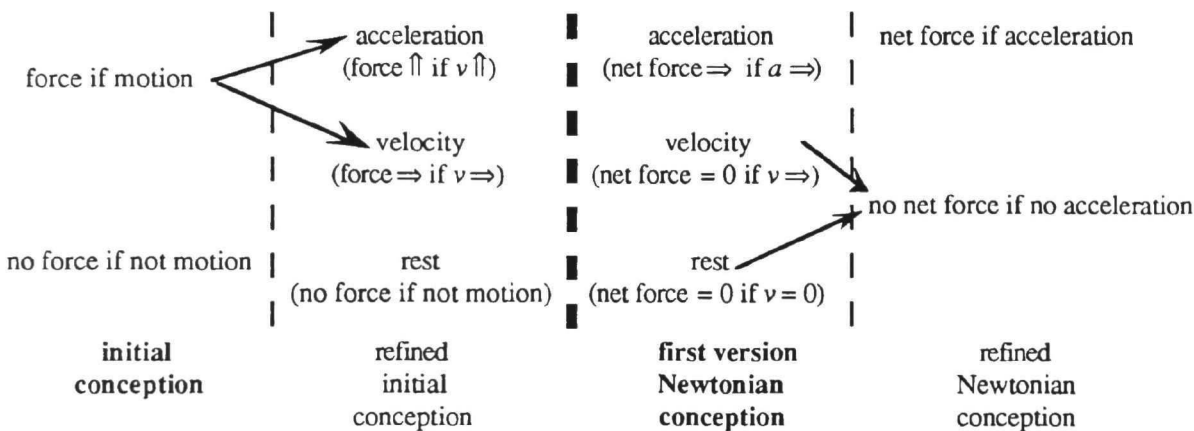 force if motion
no force if not motion
initial
conception
acceleration
(force ⇑ if v ⇑)
velocity
(force ⇒ if v ⇒)
rest
(no force if not motion)
refined
initial
conception
acceleration
(net force ⇒ if a ⇒)
velocity
(net force = 0 if v ⇒)
rest
(net force = 0 if v = 0)
first version
Newtonian
conception
net force if acceleration
no net force if no acceleration
refined
Newtonian
conception